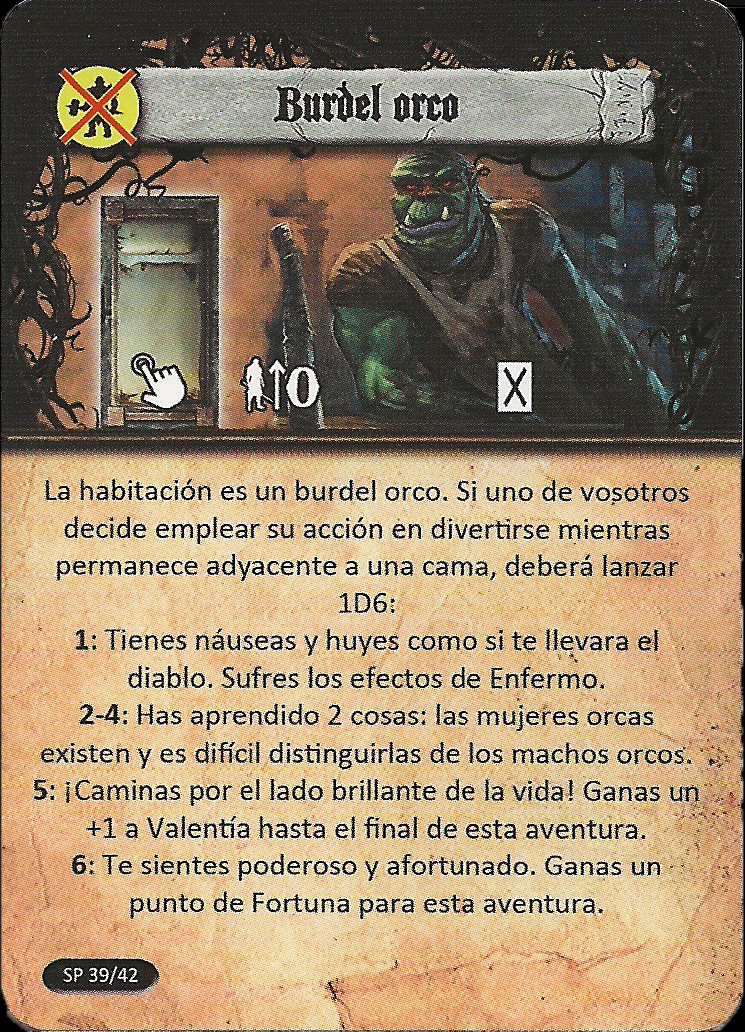 Burdel orco
0
X
La habitación es un burdel orco. Si uno de vosotros
decide emplear su acción en divertirse mientras
permanece adyacente a una cama, deberá lanzar
1D6:
1: Tienes náuseas y huyes como si te llevara el
diablo. Sufres los efectos de Enfermo.
2-4: Has aprendido 2 cosas: las mujeres orcas
existen y es difícil distinguirlas de los machos orcos.
5: ¡Caminas por el lado brillante de la vida! Ganas un
+1 a Valentía hasta el final de esta aventura.
6: Te sientes poderoso y afortunado. Ganas un
punto de Fortuna para esta aventura.
SP 39/42